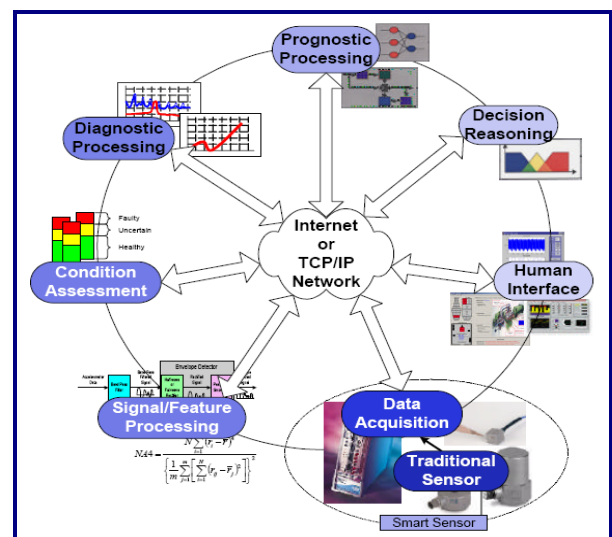 Prognostic
Processing
Decision
Reasoning
Diagnostic
Processing
Internet
or
TCP/IP
Network
Faulty
Uncertain
Healthy
Condition
Assessment
Human
Interface
Envelope Detector
Signal/Feature
Processing
Data
Acquisition
Traditional
Sensor
Smart Sensor